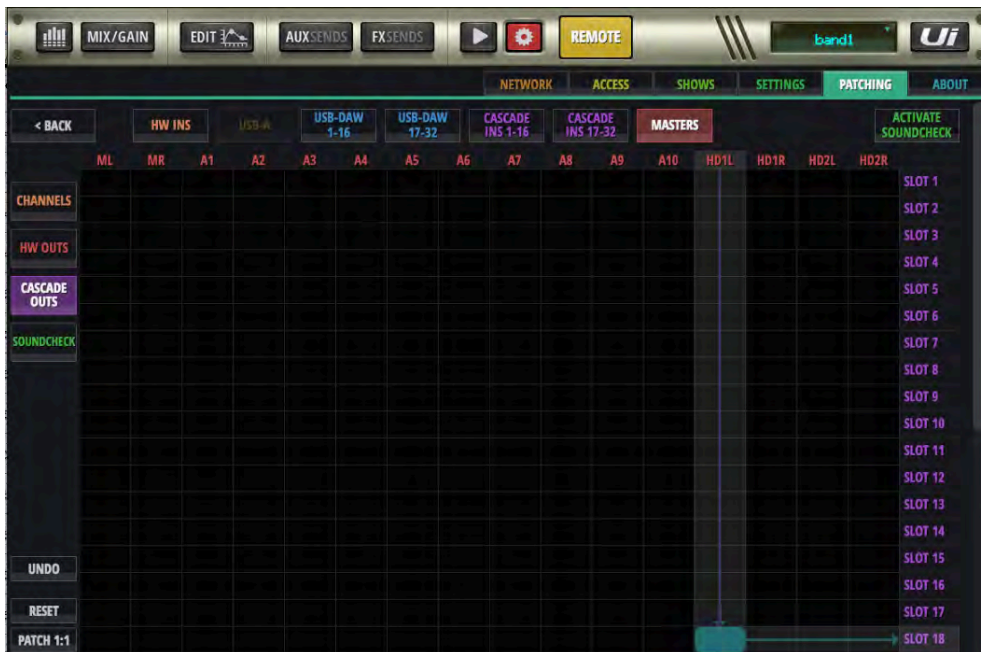 MIX/GAIN EDIT AUXSENDS FXSENDS REMOTE band1 Ui
NETWORK ACCESS SHOWS SETTINGS PATCHING ABOUT
< BACK HW INS USB-A USB-DAW 1-16 USB-DAW 17-32 CASCADE INS 1-16 CASCADE INS 17-32 MASTERS ACTIVATE SOUNDCHECK
ML MR A1 A2 A3 A4 A5 A6 A7 A8 A9 A10 HD1L HD1R HD2L HD2R
SLOT 1
CHANNELS
SLOT 2
SLOT 3
HW OUTS
SLOT 4
CASCADE OUTS
SLOT 5
SLOT 6
SOUNDCHECK
SLOT 7
SLOT 8
SLOT 9
SLOT 10
SLOT 11
SLOT 12
SLOT 13
SLOT 14
SLOT 15
UNDO
SLOT 16
RESET
SLOT 17
PATCH 1:1
SLOT 18